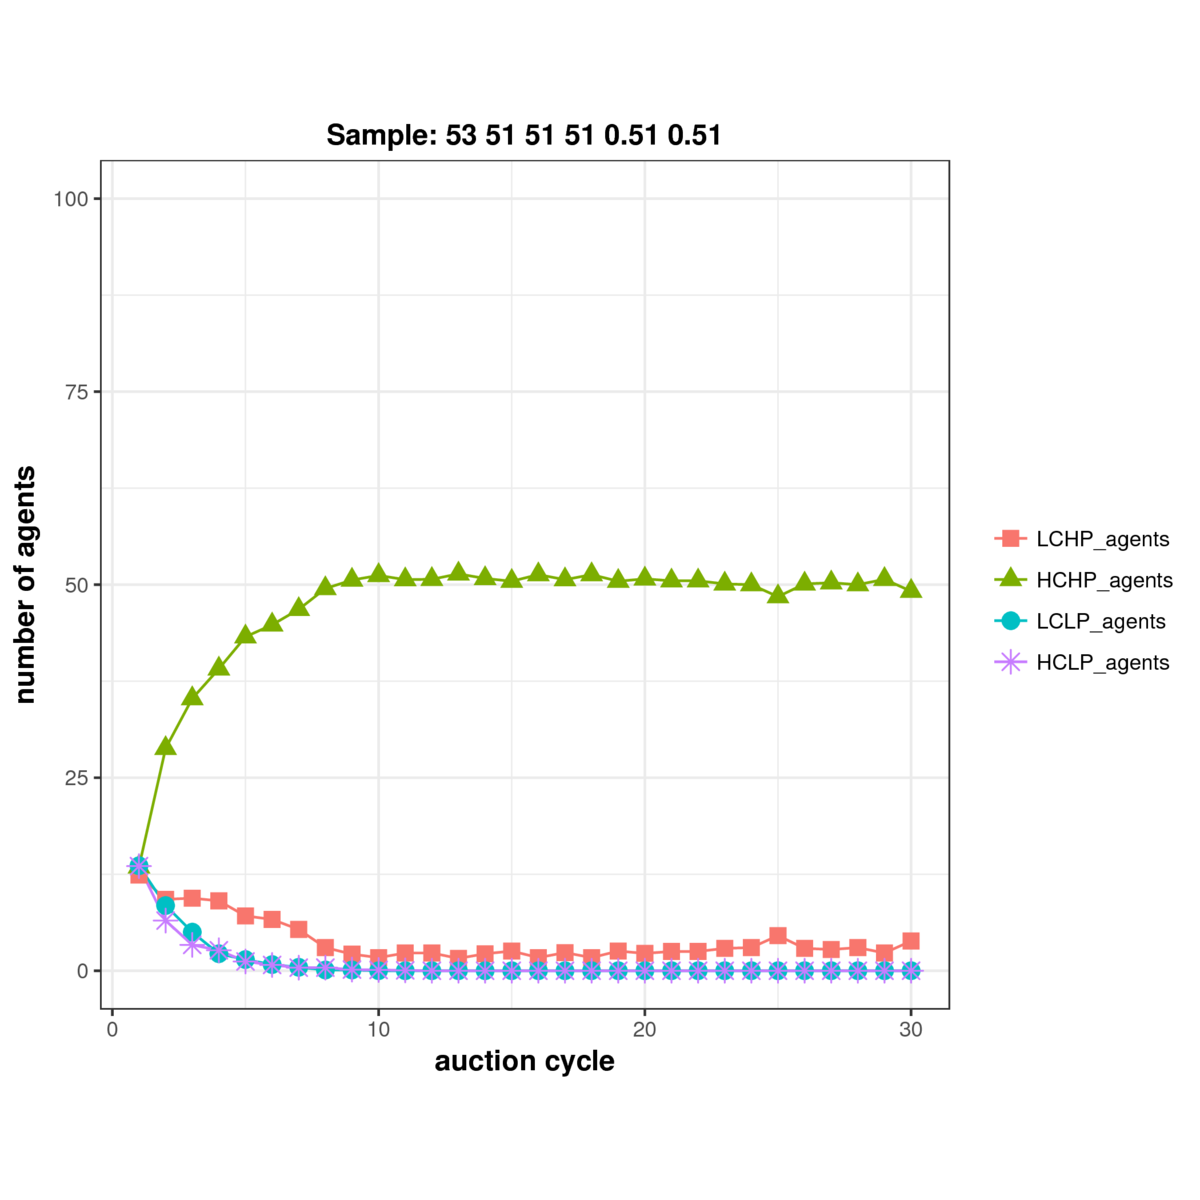 Sample: 53 51 51 51 0.51 0.51
100
75
50
25
0
number of agents
0 10 20 30
auction cycle
LCHP_agents
HCHP_agents
LCLP_agents
HCLP_agents